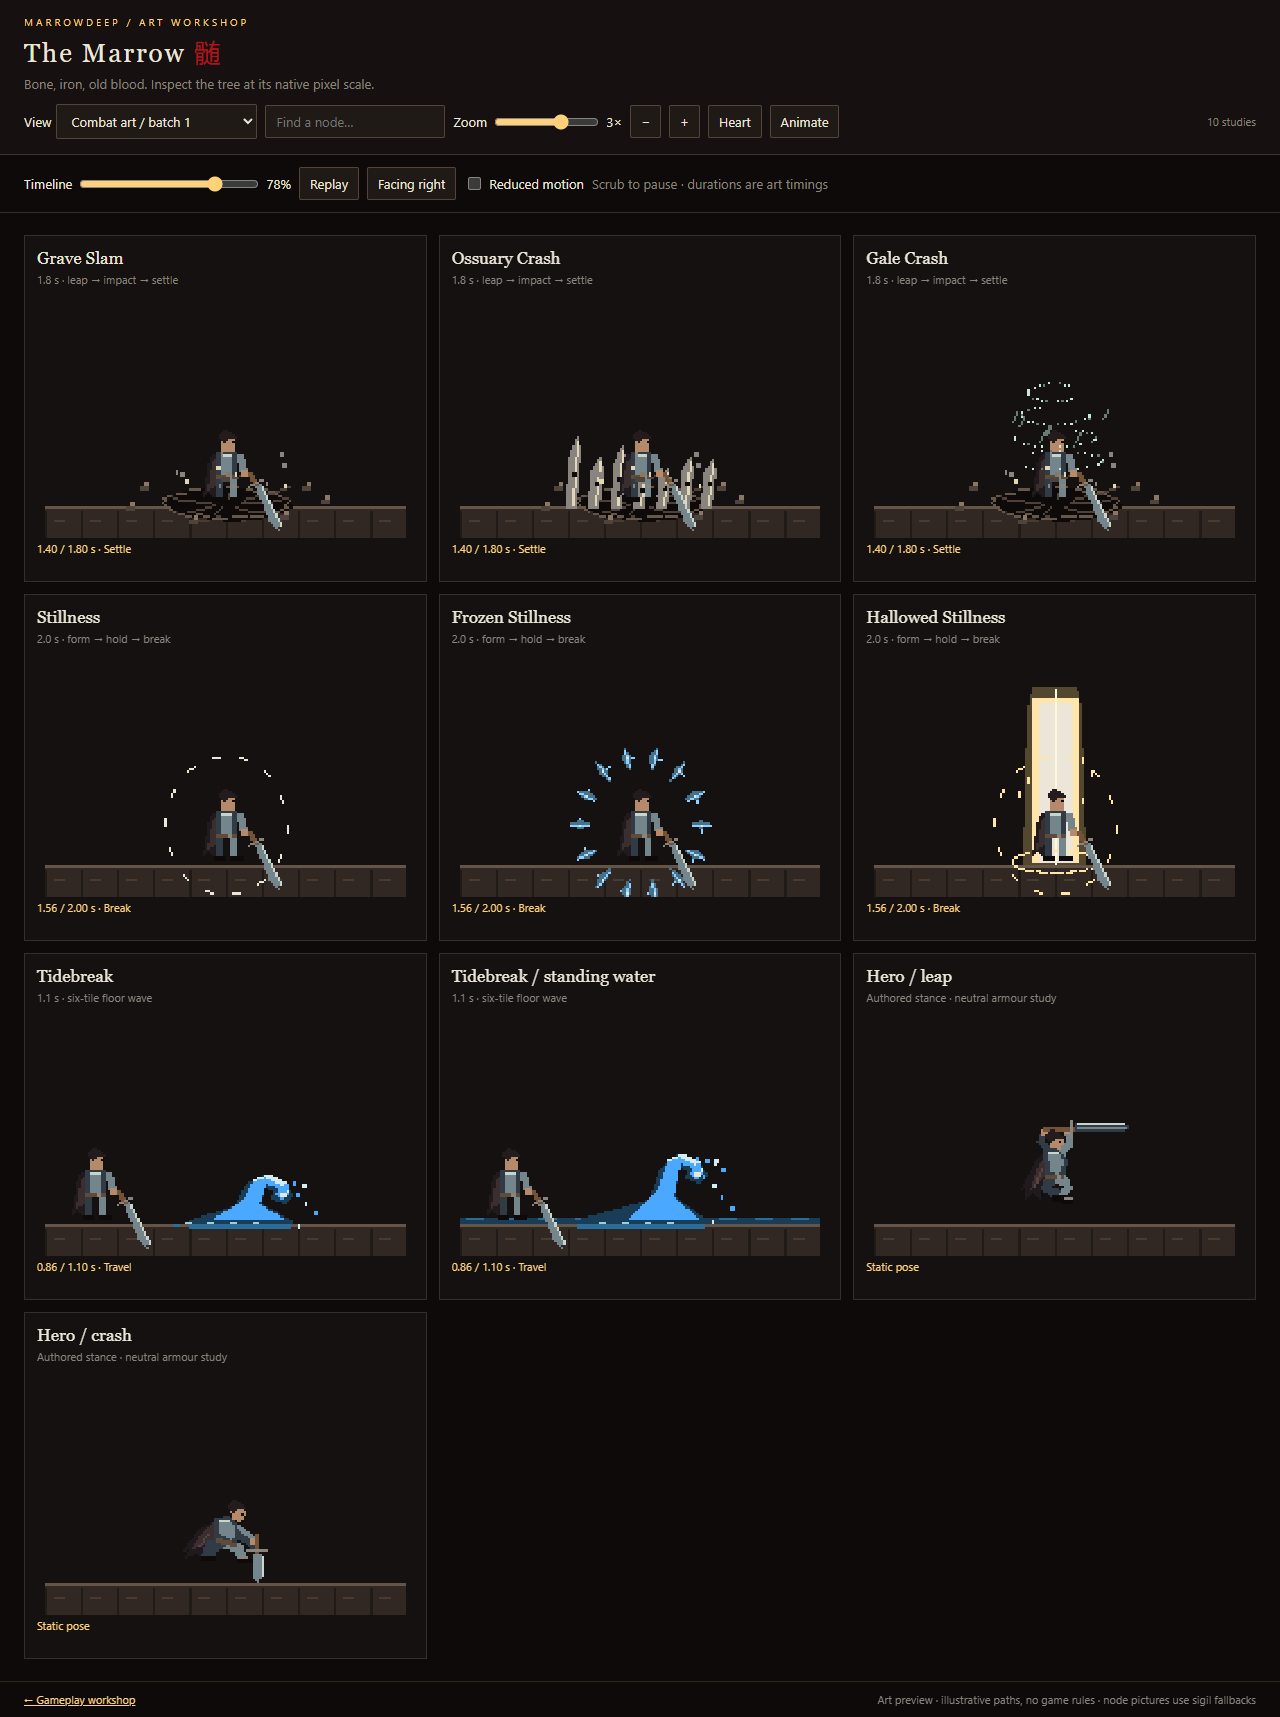 MARROWDEEP / ART WORKSHOP
The Marrow 髄
Bone, iron, old blood. Inspect the tree at its native pixel scale.
View Combat art / batch 1 Find a node... Zoom 3× − + Heart Animate 10 studies
Timeline 78% Replay Facing right Reduced motion Scrub to pause · durations are art timings
Grave Slam
1.8 s · leap → impact → settle
1.40 / 1.80 s · Settle
Ossuary Crash
1.8 s · leap → impact → settle
1.40 / 1.80 s · Settle
Gale Crash
1.8 s · leap → impact → settle
1.40 / 1.80 s · Settle
Stillness
2.0 s · form → hold → break
1.56 / 2.00 s · Break
Frozen Stillness
2.0 s · form → hold → break
1.56 / 2.00 s · Break
Hallowed Stillness
2.0 s · form → hold → break
1.56 / 2.00 s · Break
Tidebreak
1.1 s · six-tile floor wave
0.86 / 1.10 s · Travel
Tidebreak / standing water
1.1 s · six-tile floor wave
0.86 / 1.10 s · Travel
Hero / leap
Authored stance · neutral armour study
Static pose
Hero / crash
Authored stance · neutral armour study
Static pose
← Gameplay workshop
Art preview · illustrative paths, no game rules · node pictures use sigil fallbacks